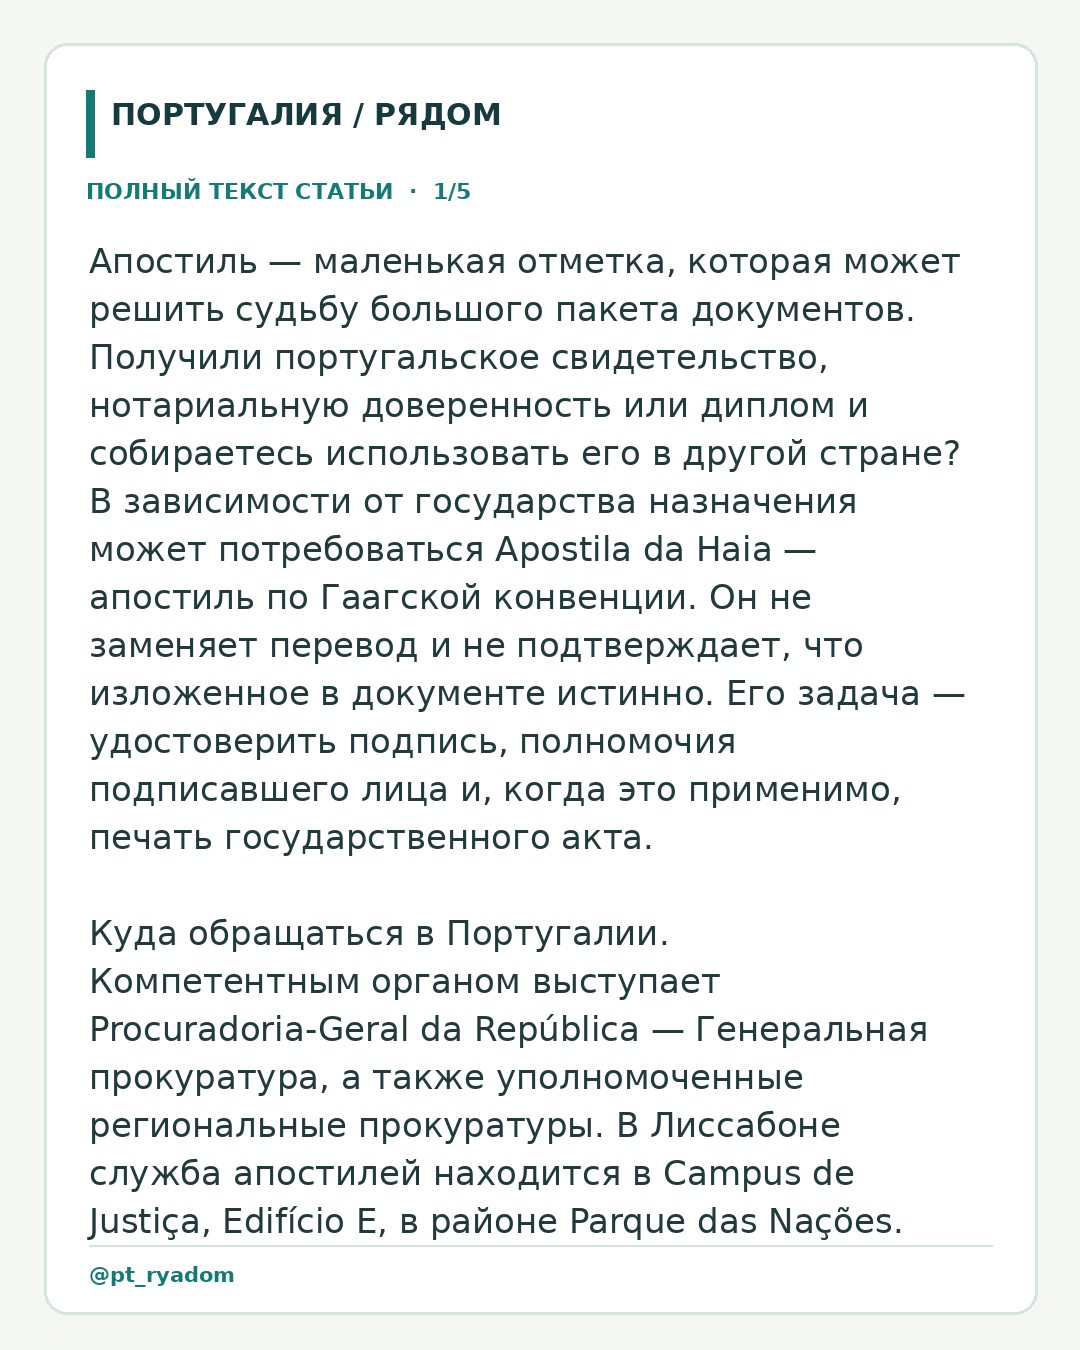 ПОРТУГАЛИЯ / РЯДОМ
ПОЛНЫЙ ТЕКСТ СТАТЬИ · 1/5
Апостиль — маленькая отметка, которая может
решить судьбу большого пакета документов.
Получили португальское свидетельство,
нотариальную доверенность или диплом и
собираетесь использовать его в другой стране?
В зависимости от государства назначения
может потребоваться Apostila da Haia —
апостиль по Гаагской конвенции. Он не
заменяет перевод и не подтверждает, что
изложенное в документе истинно. Его задача —
удостоверить подпись, полномочия
подписавшего лица и, когда это применимо,
печать государственного акта.
Куда обращаться в Португалии.
Компетентным органом выступает
Procuradoria-Geral da República — Генеральная
прокуратура, а также уполномоченные
региональные прокуратуры. В Лиссабоне
служба апостилей находится в Campus de
Justiça, Edifício E, в районе Parque das Nações.
@pt_ryadom